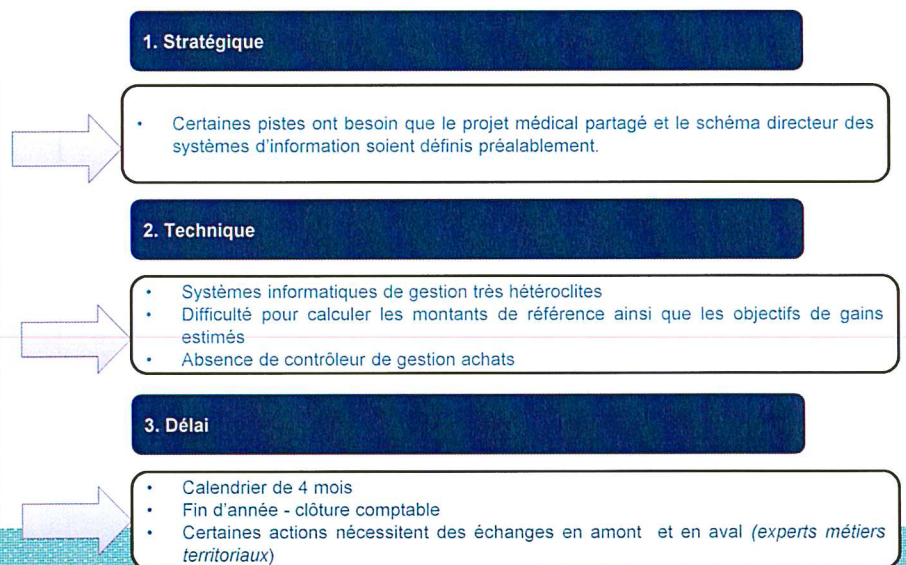 1. Stratégique
• Certaines pistes ont besoin que le projet médical partagé et le schéma directeur des
systèmes d'information soient définis préalablement.
2. Technique
• Systèmes informatiques de gestion très hétéroclites
• Difficulté pour calculer les montants de référence ainsi que les objectifs de gains
estimés
• Absence de contrôleur de gestion achats
3. Délai
• Calendrier de 4 mois
• Fin d'année - clôture comptable
• Certaines actions nécessitent des échanges en amont et en aval (experts métiers
territoriaux)